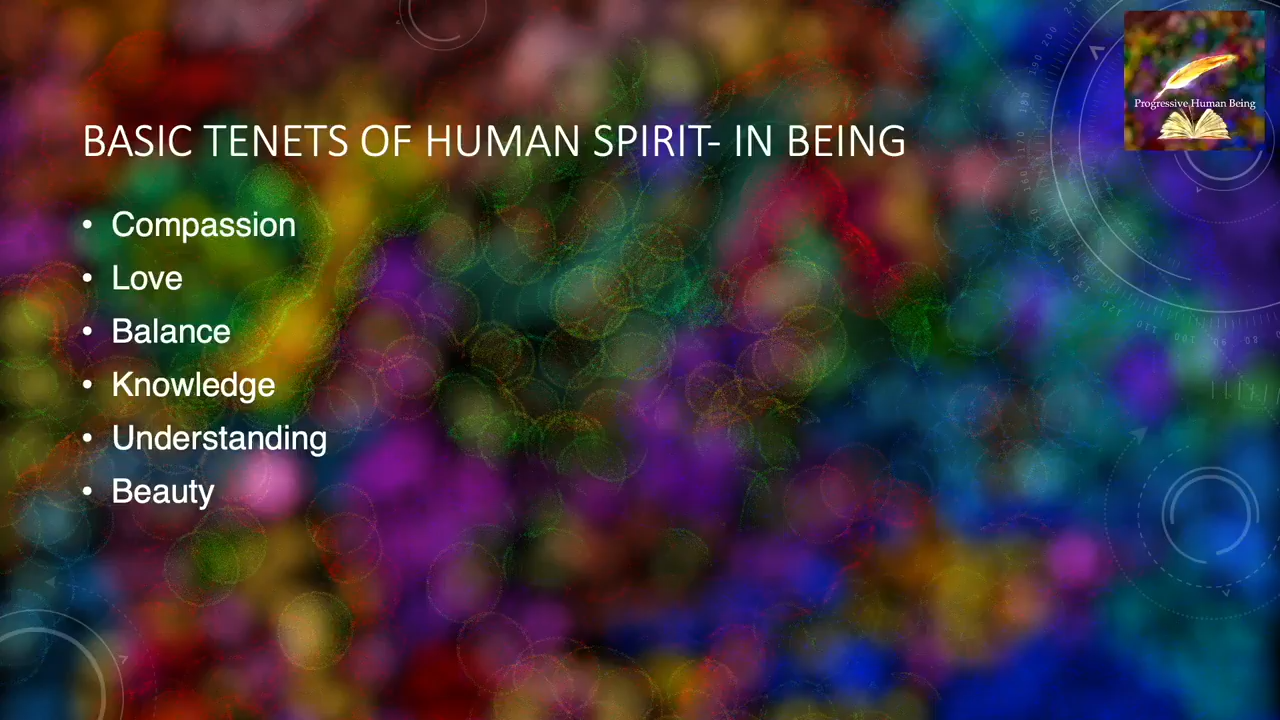 Progressive Human Being
BASIC TENETS OF HUMAN SPIRIT- IN BEING
• Compassion
• Love
• Balance
• Knowledge
• Understanding
• Beauty